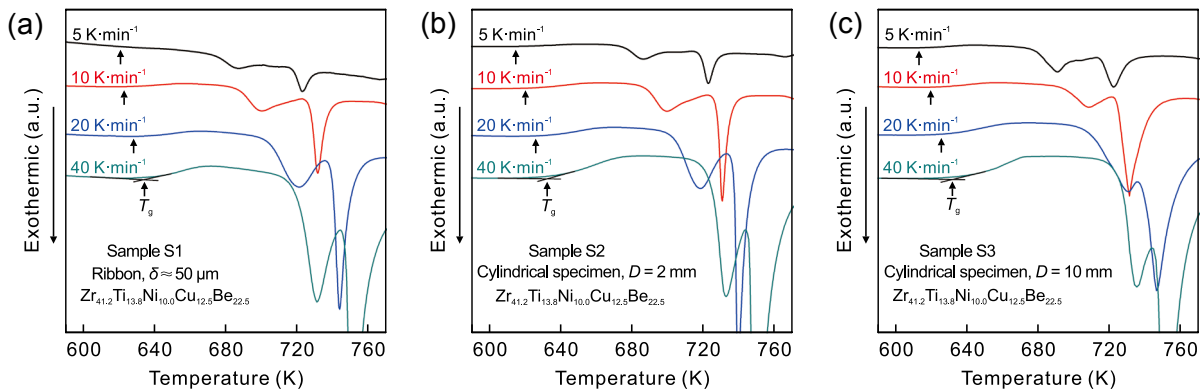 (a)
5 K·min⁻¹
10 K·min⁻¹
20 K·min⁻¹
40 K·min⁻¹
Tg
Sample S1
Ribbon, δ ≈ 50 μm
Zr41.2Ti13.8Ni10.0Cu12.5Be22.5
Exothermic (a.u.)
600 640 680 720 760
Temperature (K)
(b)
5 K·min⁻¹
10 K·min⁻¹
20 K·min⁻¹
40 K·min⁻¹
Tg
Sample S2
Cylindrical specimen, D = 2 mm
Zr41.2Ti13.8Ni10.0Cu12.5Be22.5
Exothermic (a.u.)
600 640 680 720 760
Temperature (K)
(c)
5 K·min⁻¹
10 K·min⁻¹
20 K·min⁻¹
40 K·min⁻¹
Tg
Sample S3
Cylindrical specimen, D = 10 mm
Zr41.2Ti13.8Ni10.0Cu12.5Be22.5
Exothermic (a.u.)
600 640 680 720 760
Temperature (K)